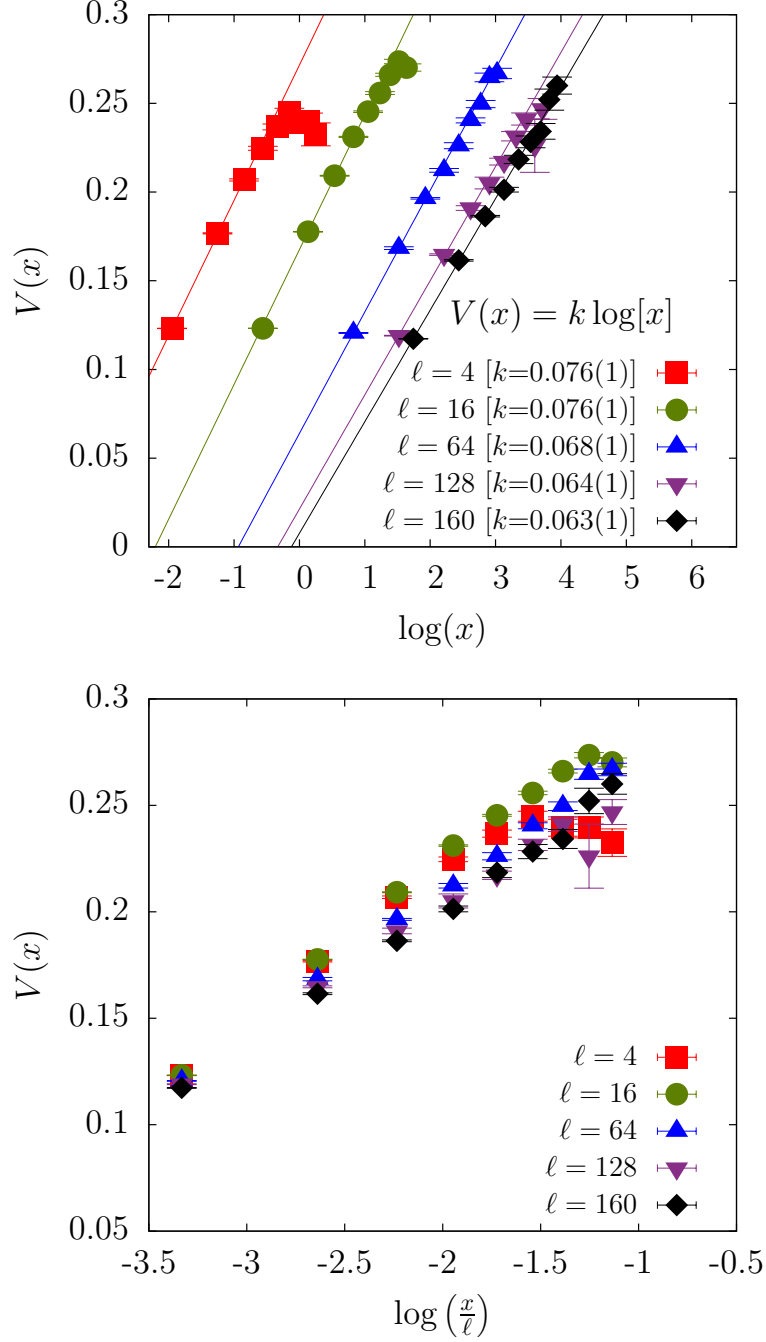 0.3
0.25
0.2
0.15
0.1
0.05
0
V(x)
V(x) = k log[x]
ℓ = 4 [k=0.076(1)]
ℓ = 16 [k=0.076(1)]
ℓ = 64 [k=0.068(1)]
ℓ = 128 [k=0.064(1)]
ℓ = 160 [k=0.063(1)]
-2 -1 0 1 2 3 4 5 6
log(x)
0.3
0.25
0.2
0.15
0.1
0.05
V(x)
ℓ = 4
ℓ = 16
ℓ = 64
ℓ = 128
ℓ = 160
-3.5 -3 -2.5 -2 -1.5 -1 -0.5
log (x/ℓ)